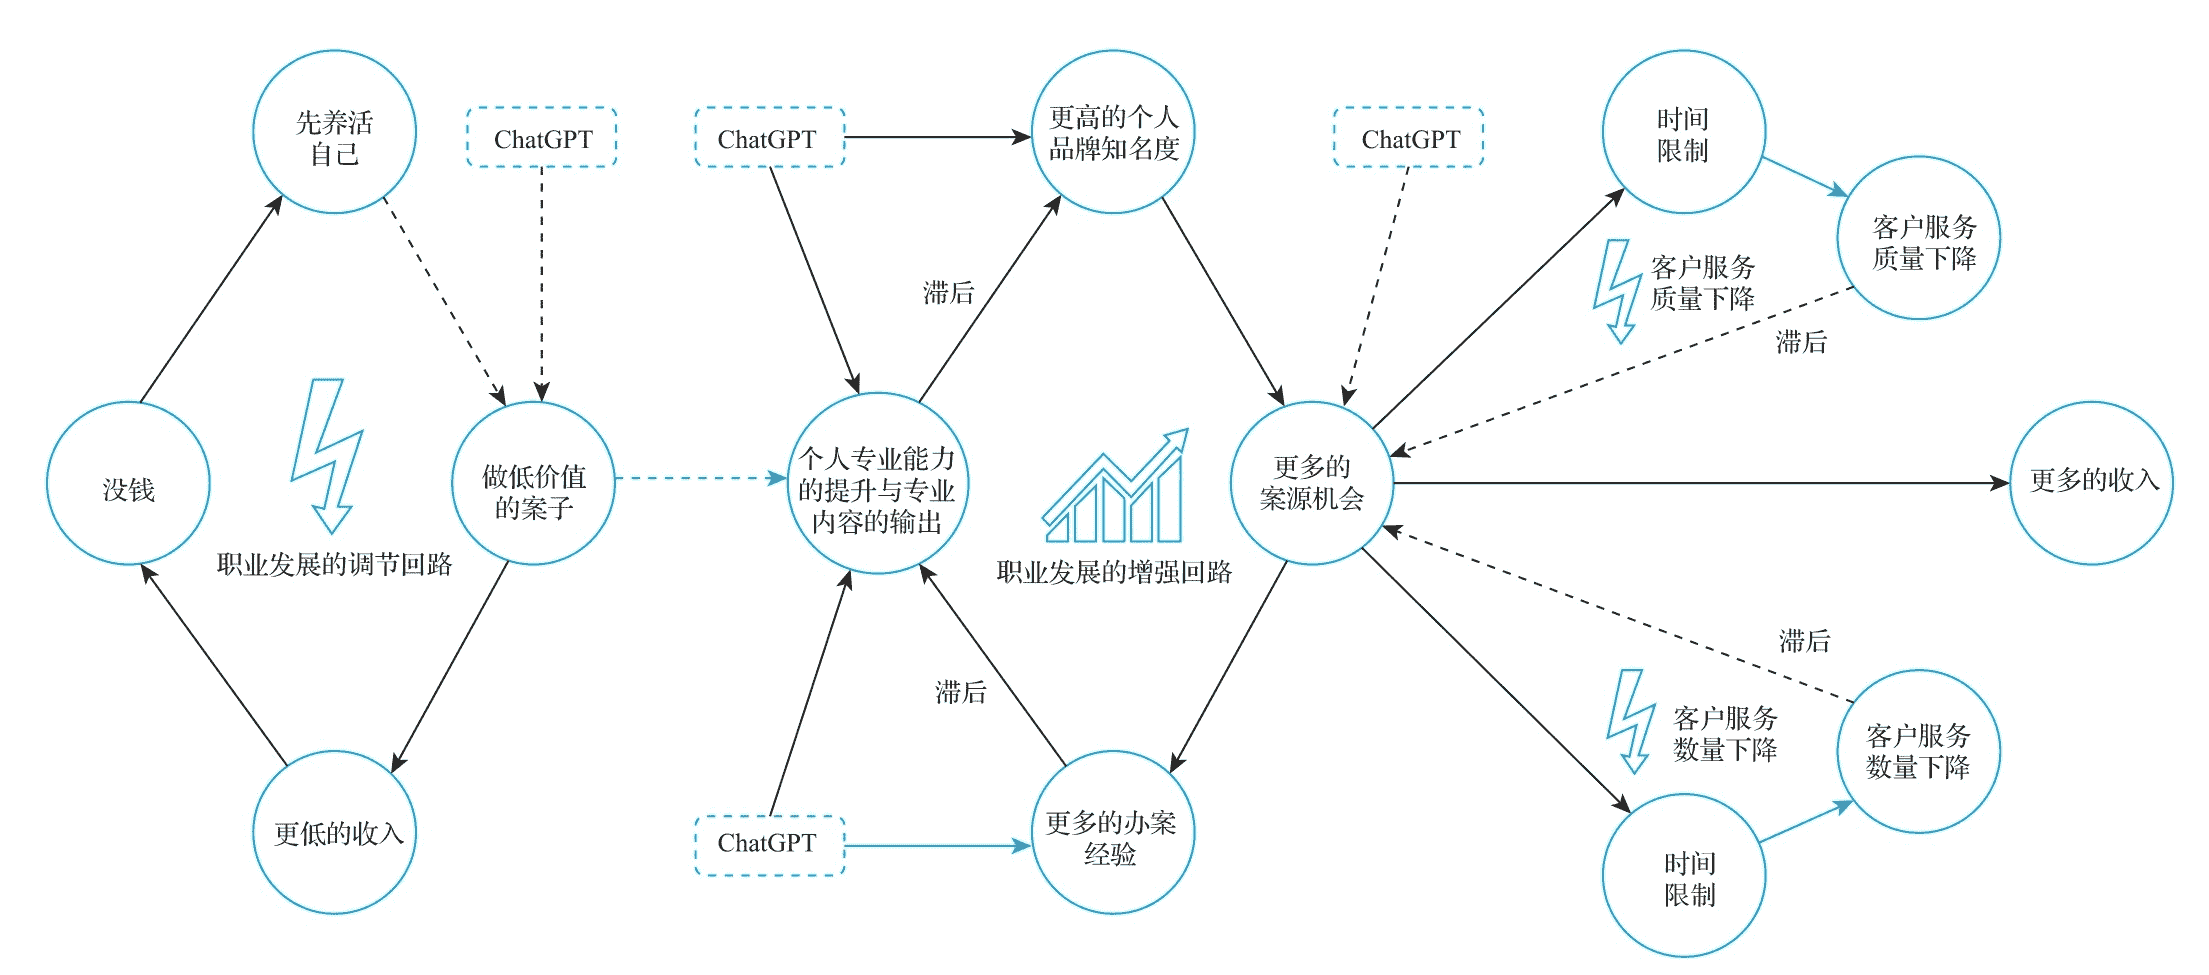 先养活
自己
ChatGPT
没钱
做低价值
的案子
更低的收入
职业发展的调节回路
ChatGPT
更高的个人
品牌知名度
滞后
个人专业能力
的提升与专业
内容的输出
职业发展的增强回路
滞后
ChatGPT
更多的办案
经验
ChatGPT
更多的
案源机会
时间
限制
客户服务
质量下降
客户服务
质量下降
滞后
更多的收入
滞后
客户服务
数量下降
客户服务
数量下降
时间
限制